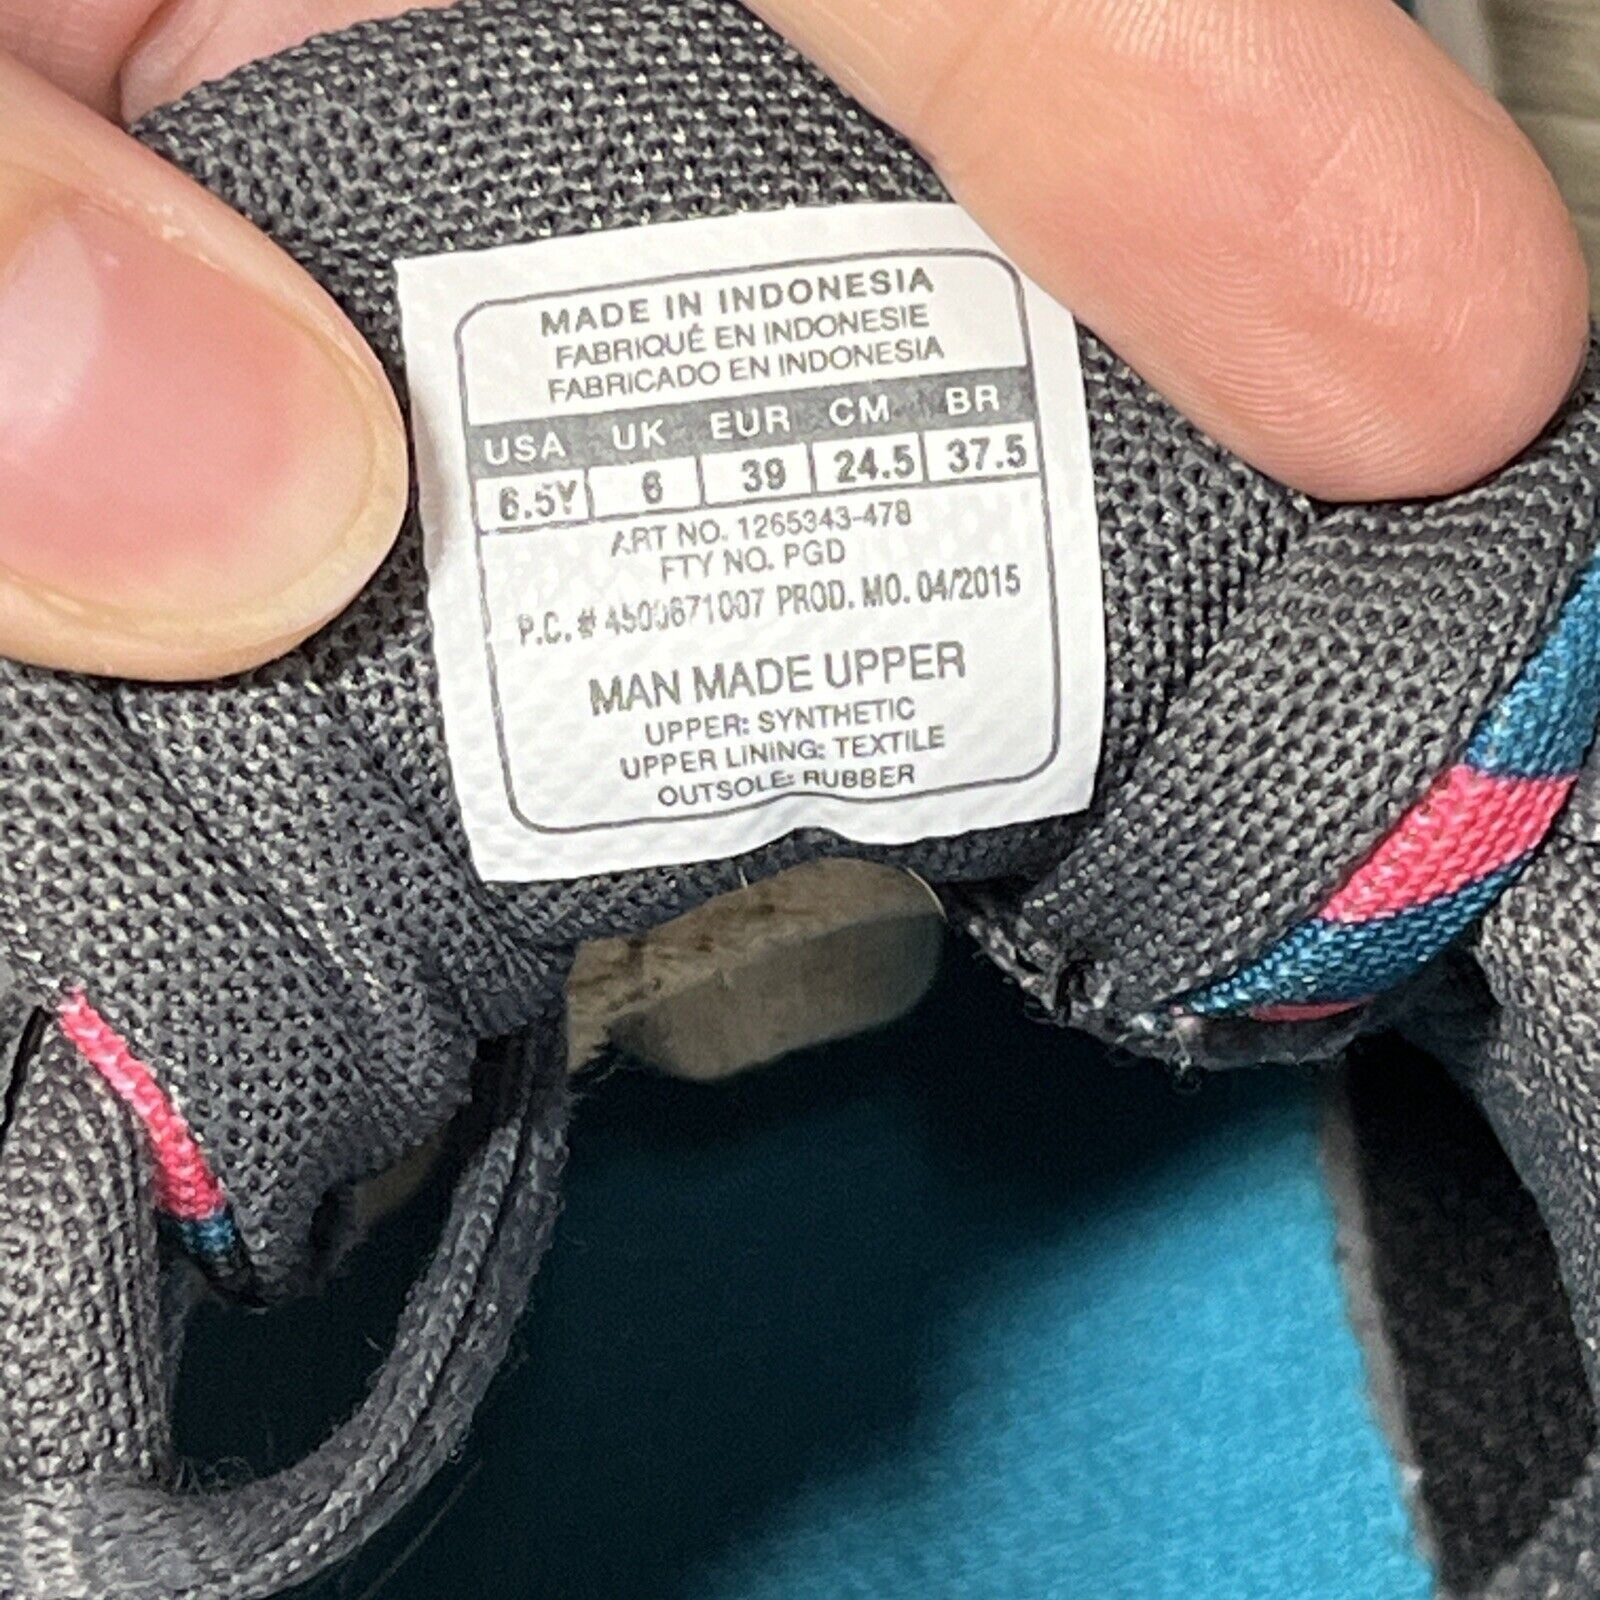 MADE IN INDONESIA
FABRIQUÉ EN INDONESIE
FABRICADO EN INDONESIA
USA UK EUR CM BR
6.5Y 6 39 24.5 37.5
ART NO. 1265343-478
FTY NO. PGD
P.C. # 4500671007 PROD. MO. 04/2015
MAN MADE UPPER
UPPER: SYNTHETIC
UPPER LINING: TEXTILE
OUTSOLE: RUBBER